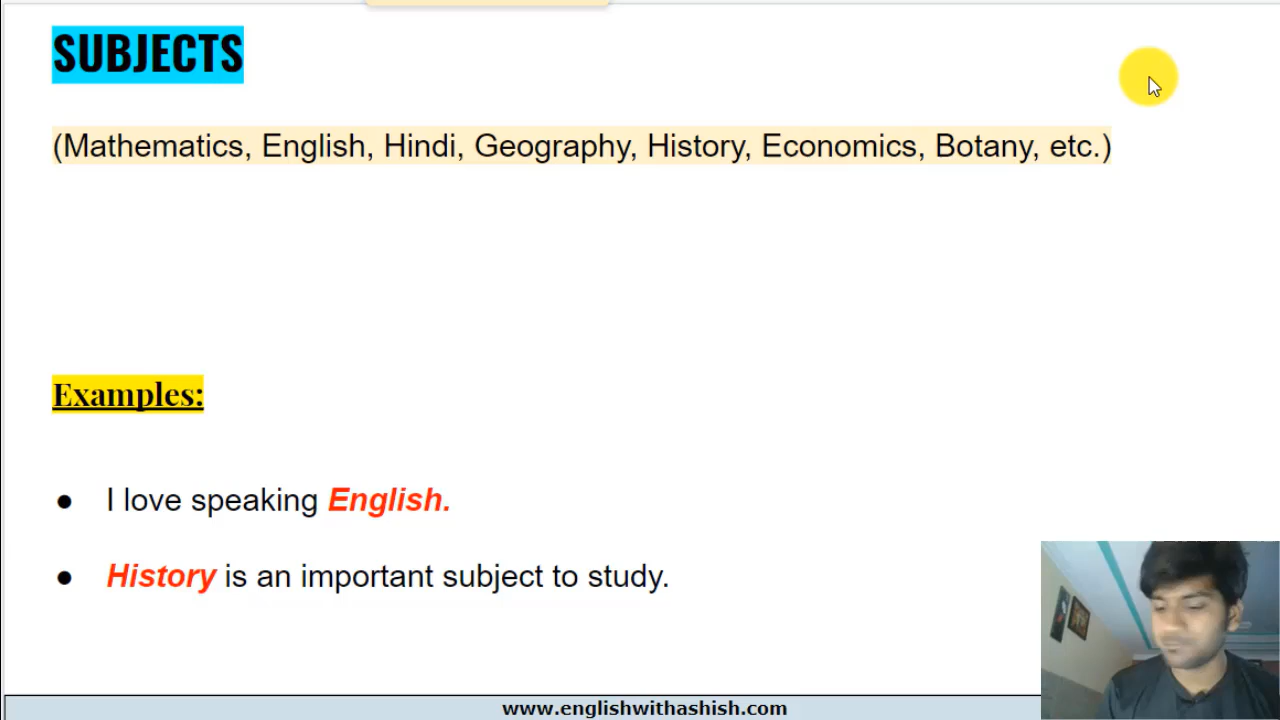 SUBJECTS
(Mathematics, English, Hindi, Geography, History, Economics, Botany, etc.)
Examples:
● I love speaking English.
● History is an important subject to study.
www.englishwithashish.com